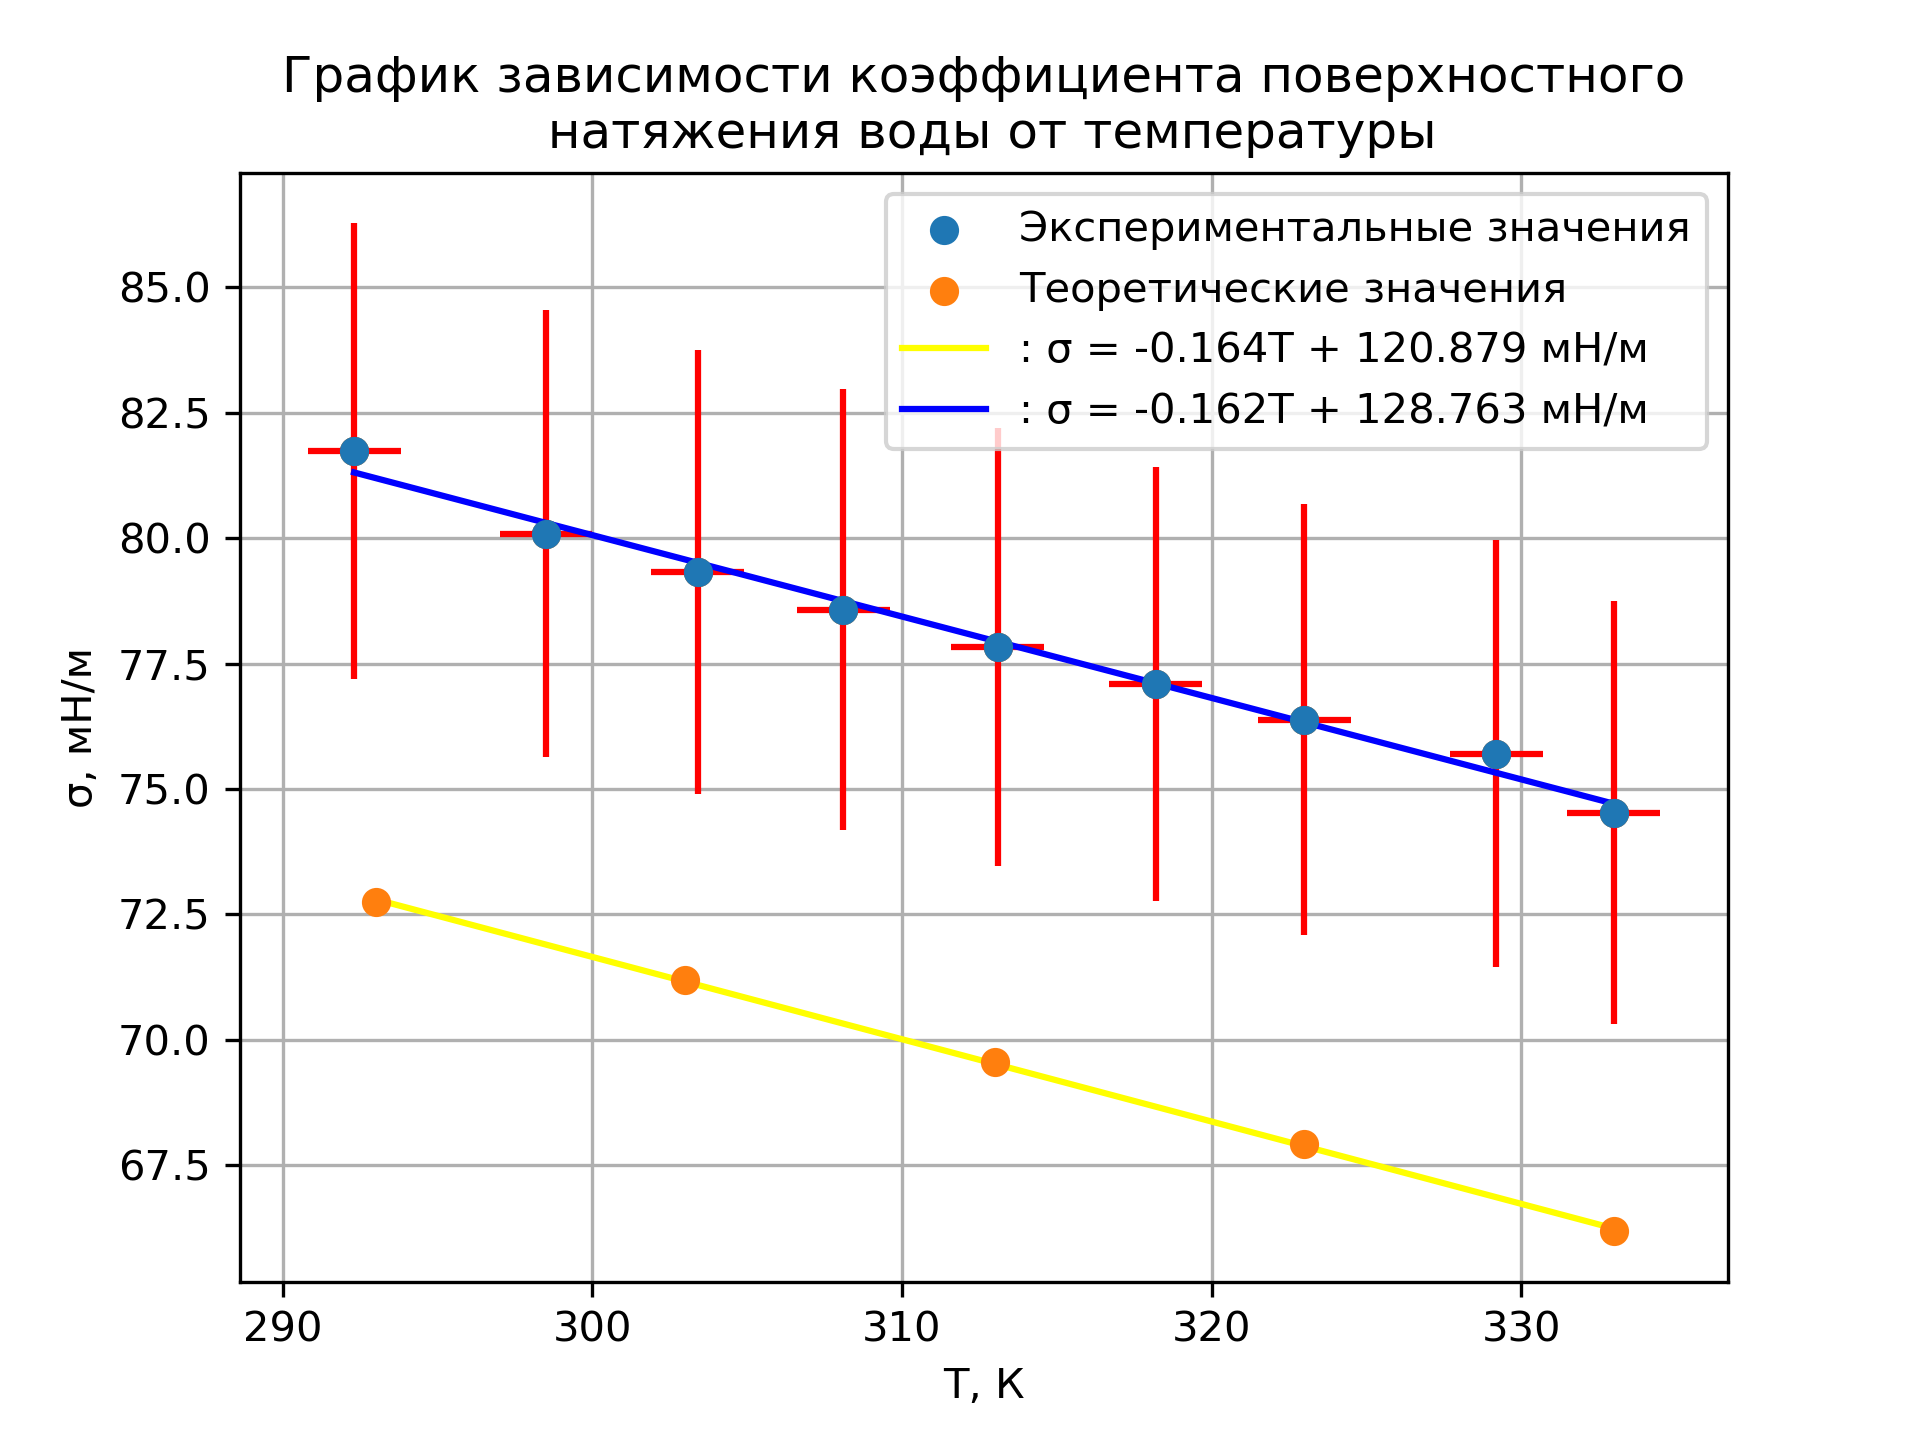 График зависимости коэффициента поверхностного
натяжения воды от температуры
Экспериментальные значения
Теоретические значения
: σ = -0.164T + 120.879 мН/м
: σ = -0.162T + 128.763 мН/м
85.0
82.5
80.0
77.5
75.0
72.5
70.0
67.5
σ, мН/м
290 300 310 320 330
T, К